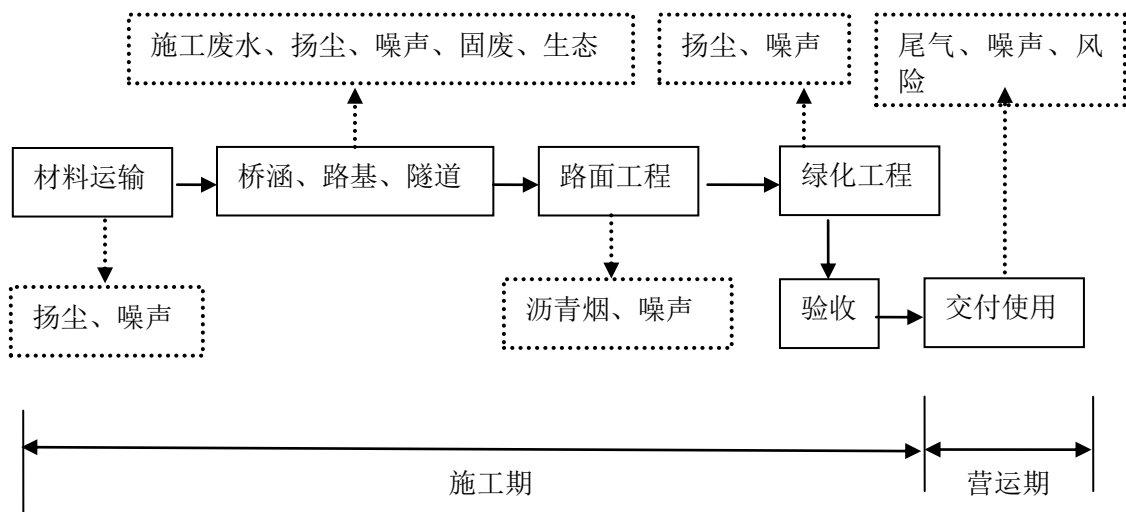 施工废水、扬尘、噪声、固废、生态
扬尘、噪声
尾气、噪声、风
险
材料运输
桥涵、路基、隧道
路面工程
绿化工程
扬尘、噪声
沥青烟、噪声
验收
交付使用
施工期
营运期